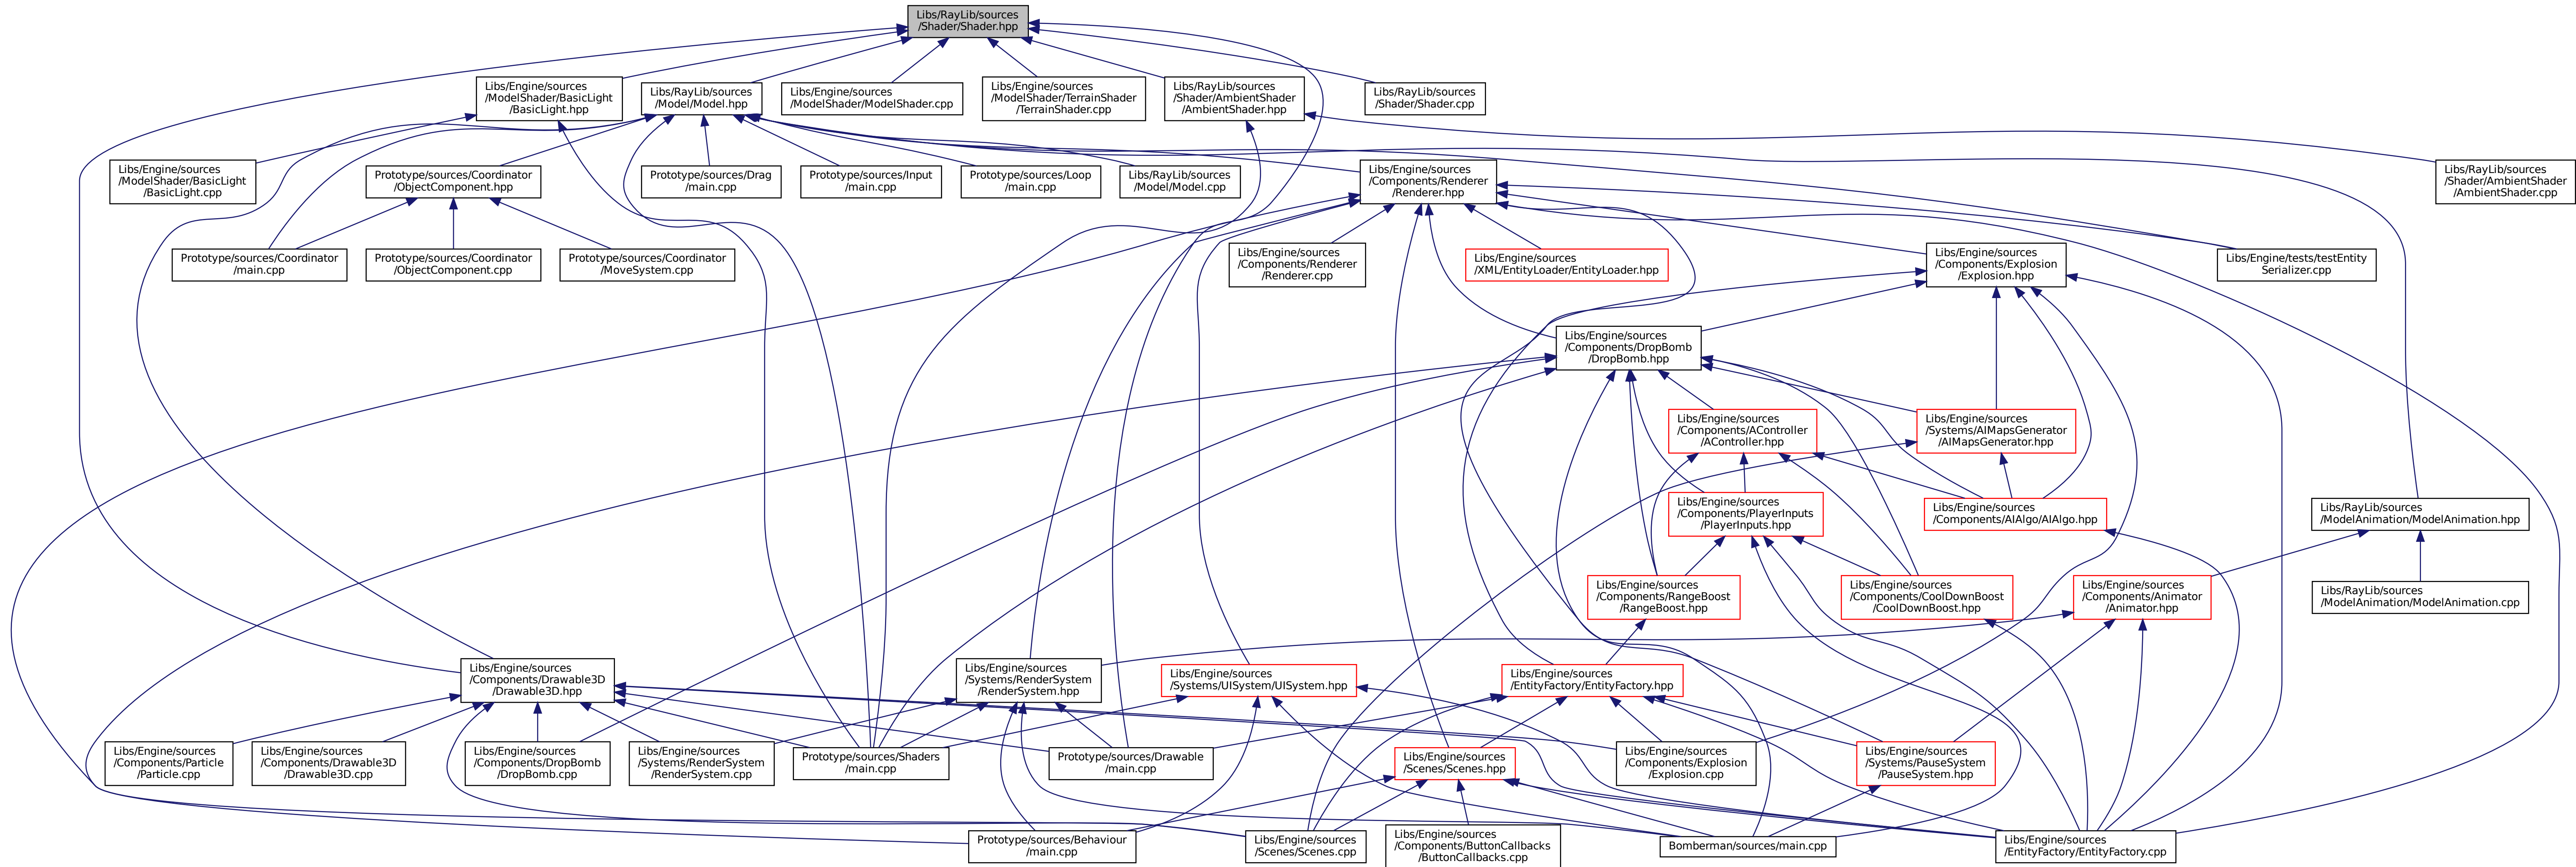 Libs/RayLib/sources
/Shader/Shader.hpp
Libs/Engine/sources
/ModelShader/BasicLight
/BasicLight.hpp
Libs/RayLib/sources
/Model/Model.hpp
Libs/Engine/sources
/ModelShader/ModelShader.cpp
Libs/Engine/sources
/ModelShader/TerrainShader
/TerrainShader.cpp
Libs/RayLib/sources
/Shader/AmbientShader
/AmbientShader.hpp
Libs/RayLib/sources
/Shader/Shader.cpp
Libs/Engine/sources
/ModelShader/BasicLight
/BasicLight.cpp
Prototype/sources/Coordinator
/ObjectComponent.hpp
Prototype/sources/Drag
/main.cpp
Prototype/sources/Input
/main.cpp
Prototype/sources/Loop
/main.cpp
Libs/RayLib/sources
/Model/Model.cpp
Libs/Engine/sources
/Components/Renderer
/Renderer.hpp
Libs/RayLib/sources
/Shader/AmbientShader
/AmbientShader.cpp
Prototype/sources/Coordinator
/main.cpp
Prototype/sources/Coordinator
/ObjectComponent.cpp
Prototype/sources/Coordinator
/MoveSystem.cpp
Libs/Engine/sources
/Components/Renderer
/Renderer.cpp
Libs/Engine/sources
/XML/EntityLoader/EntityLoader.hpp
Libs/Engine/sources
/Components/Explosion
/Explosion.hpp
Libs/Engine/tests/testEntity
Serializer.cpp
Libs/Engine/sources
/Components/DropBomb
/DropBomb.hpp
Libs/Engine/sources
/Components/AController
/AController.hpp
Libs/Engine/sources
/Systems/AIMapsGenerator
/AIMapsGenerator.hpp
Libs/Engine/sources
/Components/PlayerInputs
/PlayerInputs.hpp
Libs/Engine/sources
/Components/AIAlgo/AIAlgo.hpp
Libs/RayLib/sources
/ModelAnimation/ModelAnimation.hpp
Libs/Engine/sources
/Components/RangeBoost
/RangeBoost.hpp
Libs/Engine/sources
/Components/CoolDownBoost
/CoolDownBoost.hpp
Libs/Engine/sources
/Components/Animator
/Animator.hpp
Libs/RayLib/sources
/ModelAnimation/ModelAnimation.cpp
Libs/Engine/sources
/Components/Drawable3D
/Drawable3D.hpp
Libs/Engine/sources
/Systems/RenderSystem
/RenderSystem.hpp
Libs/Engine/sources
/Systems/UISystem/UISystem.hpp
Libs/Engine/sources
/EntityFactory/EntityFactory.hpp
Libs/Engine/sources
/Components/Particle
/Particle.cpp
Libs/Engine/sources
/Components/Drawable3D
/Drawable3D.cpp
Libs/Engine/sources
/Components/DropBomb
/DropBomb.cpp
Libs/Engine/sources
/Systems/RenderSystem
/RenderSystem.cpp
Prototype/sources/Shaders
/main.cpp
Prototype/sources/Drawable
/main.cpp
Libs/Engine/sources
/Scenes/Scenes.hpp
Libs/Engine/sources
/Components/Explosion
/Explosion.cpp
Libs/Engine/sources
/Systems/PauseSystem
/PauseSystem.hpp
Prototype/sources/Behaviour
/main.cpp
Libs/Engine/sources
/Scenes/Scenes.cpp
Libs/Engine/sources
/Components/ButtonCallbacks
/ButtonCallbacks.cpp
Bomberman/sources/main.cpp
Libs/Engine/sources
/EntityFactory/EntityFactory.cpp